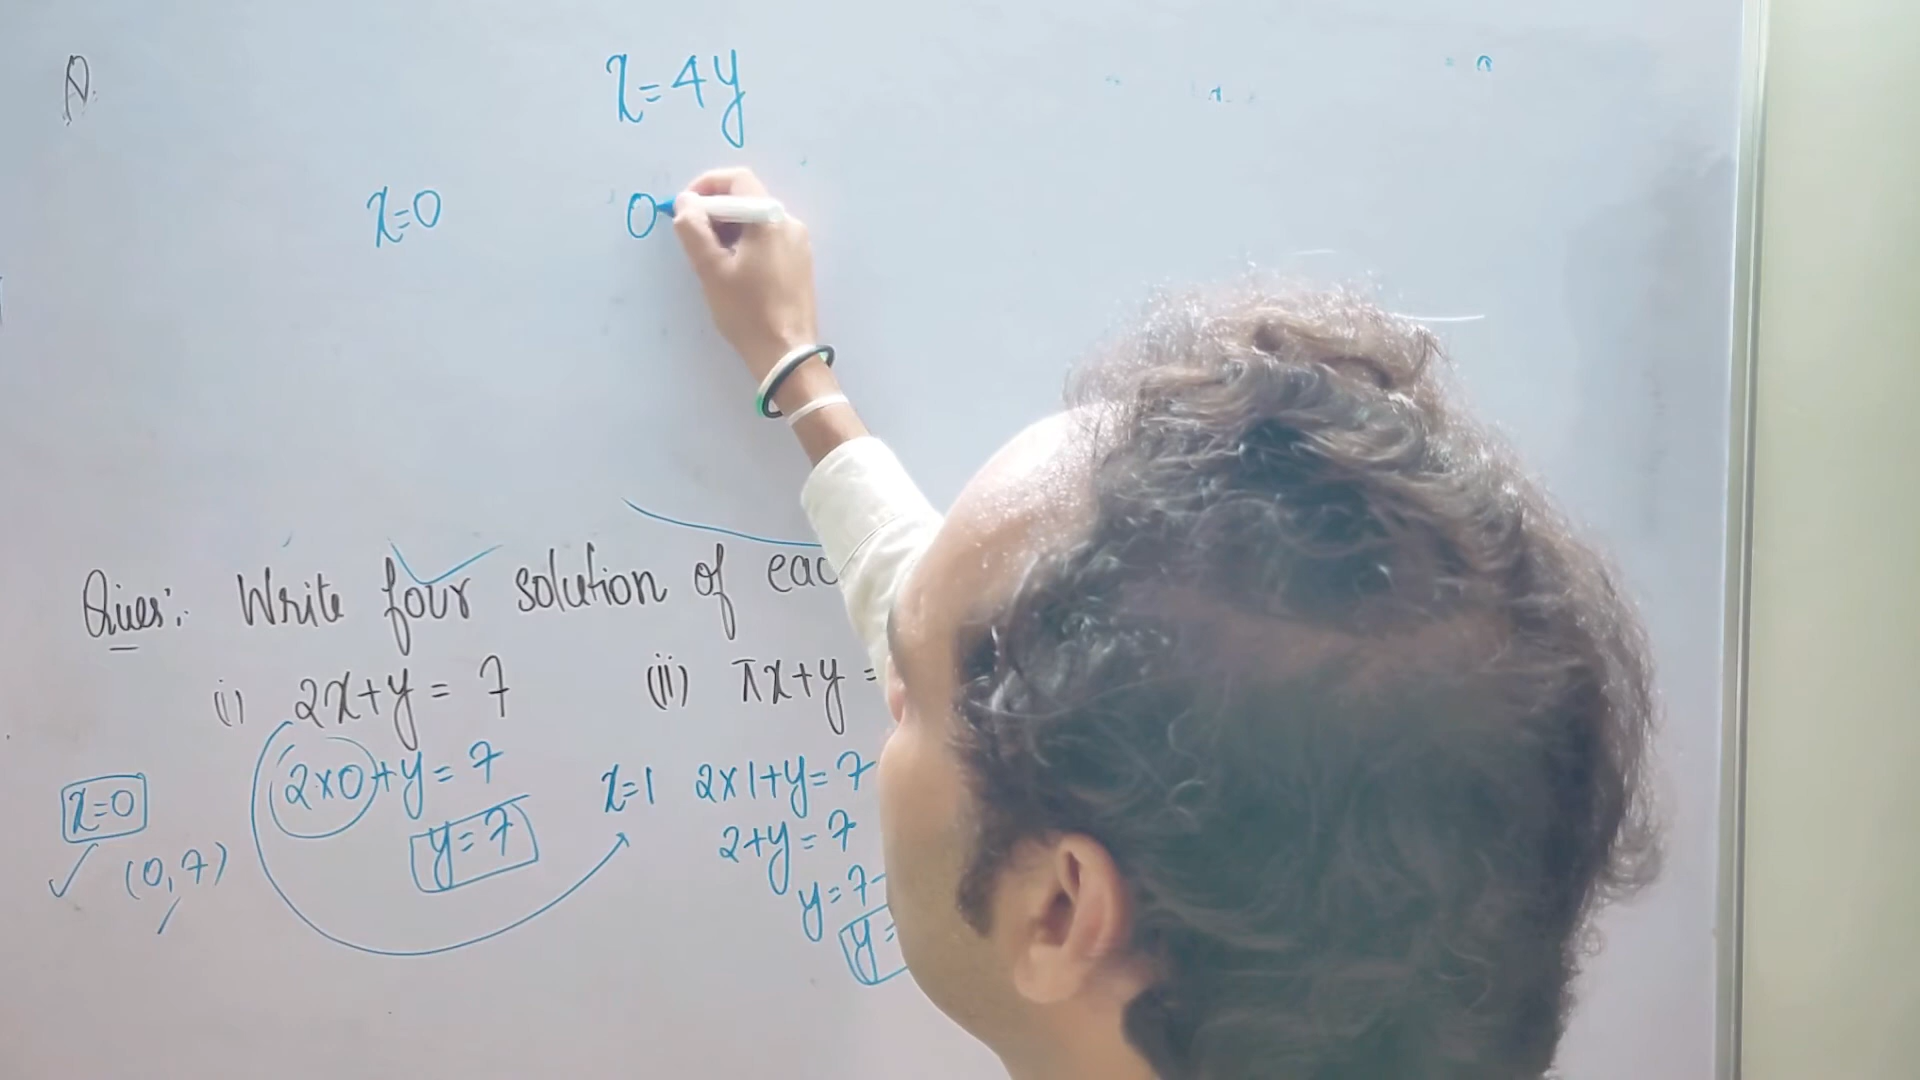 x=4y
x=0 0
Ques:. Write four solution of
(i) 2x+y = 7 (ii) πx+y =
2×0+y = 7 x=1 2×1+y=7
x=0 y=7 2+y=7
(0,7) y=7-
y=